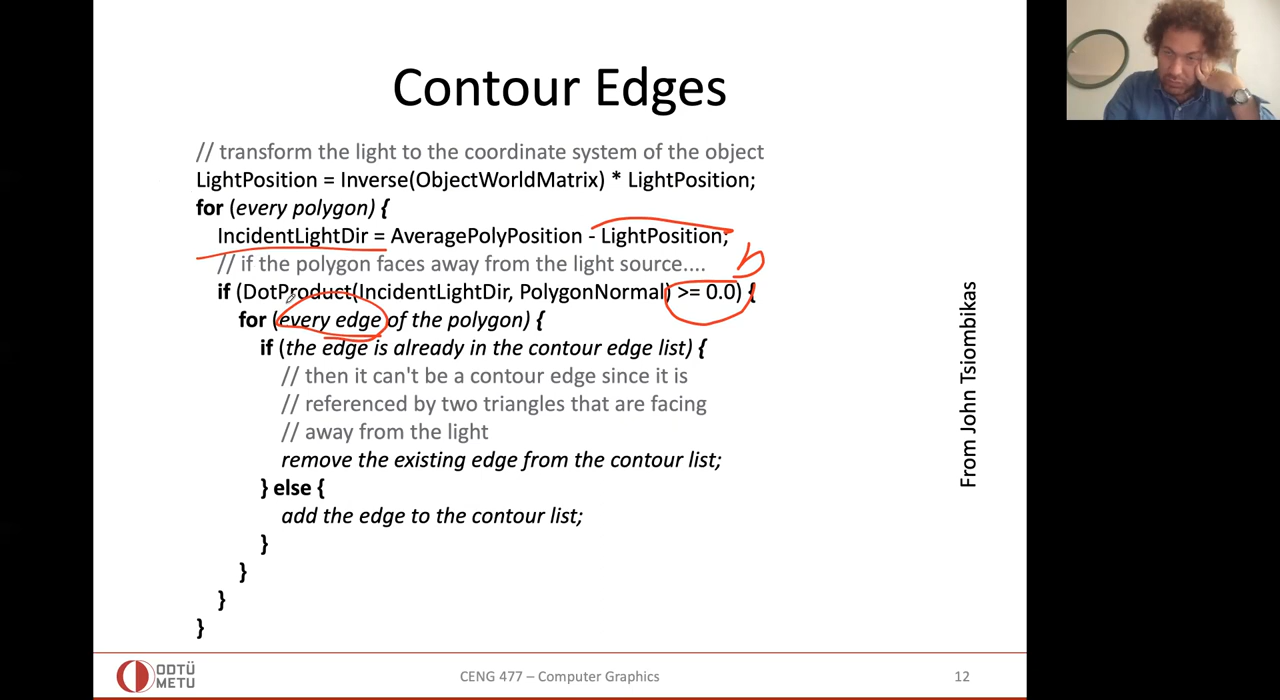 Contour Edges
// transform the light to the coordinate system of the object
LightPosition = Inverse(ObjectWorldMatrix) * LightPosition;
for (every polygon) {
IncidentLightDir = AveragePolyPosition - LightPosition;
// if the polygon faces away from the light source....
if (DotProduct(IncidentLightDir, PolygonNormal) >= 0.0) {
for (every edge of the polygon) {
if (the edge is already in the contour edge list) {
// then it can't be a contour edge since it is
// referenced by two triangles that are facing
// away from the light
remove the existing edge from the contour list;
} else {
add the edge to the contour list;
}
}
}
}
From John Tsiombikas
ODTÜ
METU
CENG 477 – Computer Graphics
12